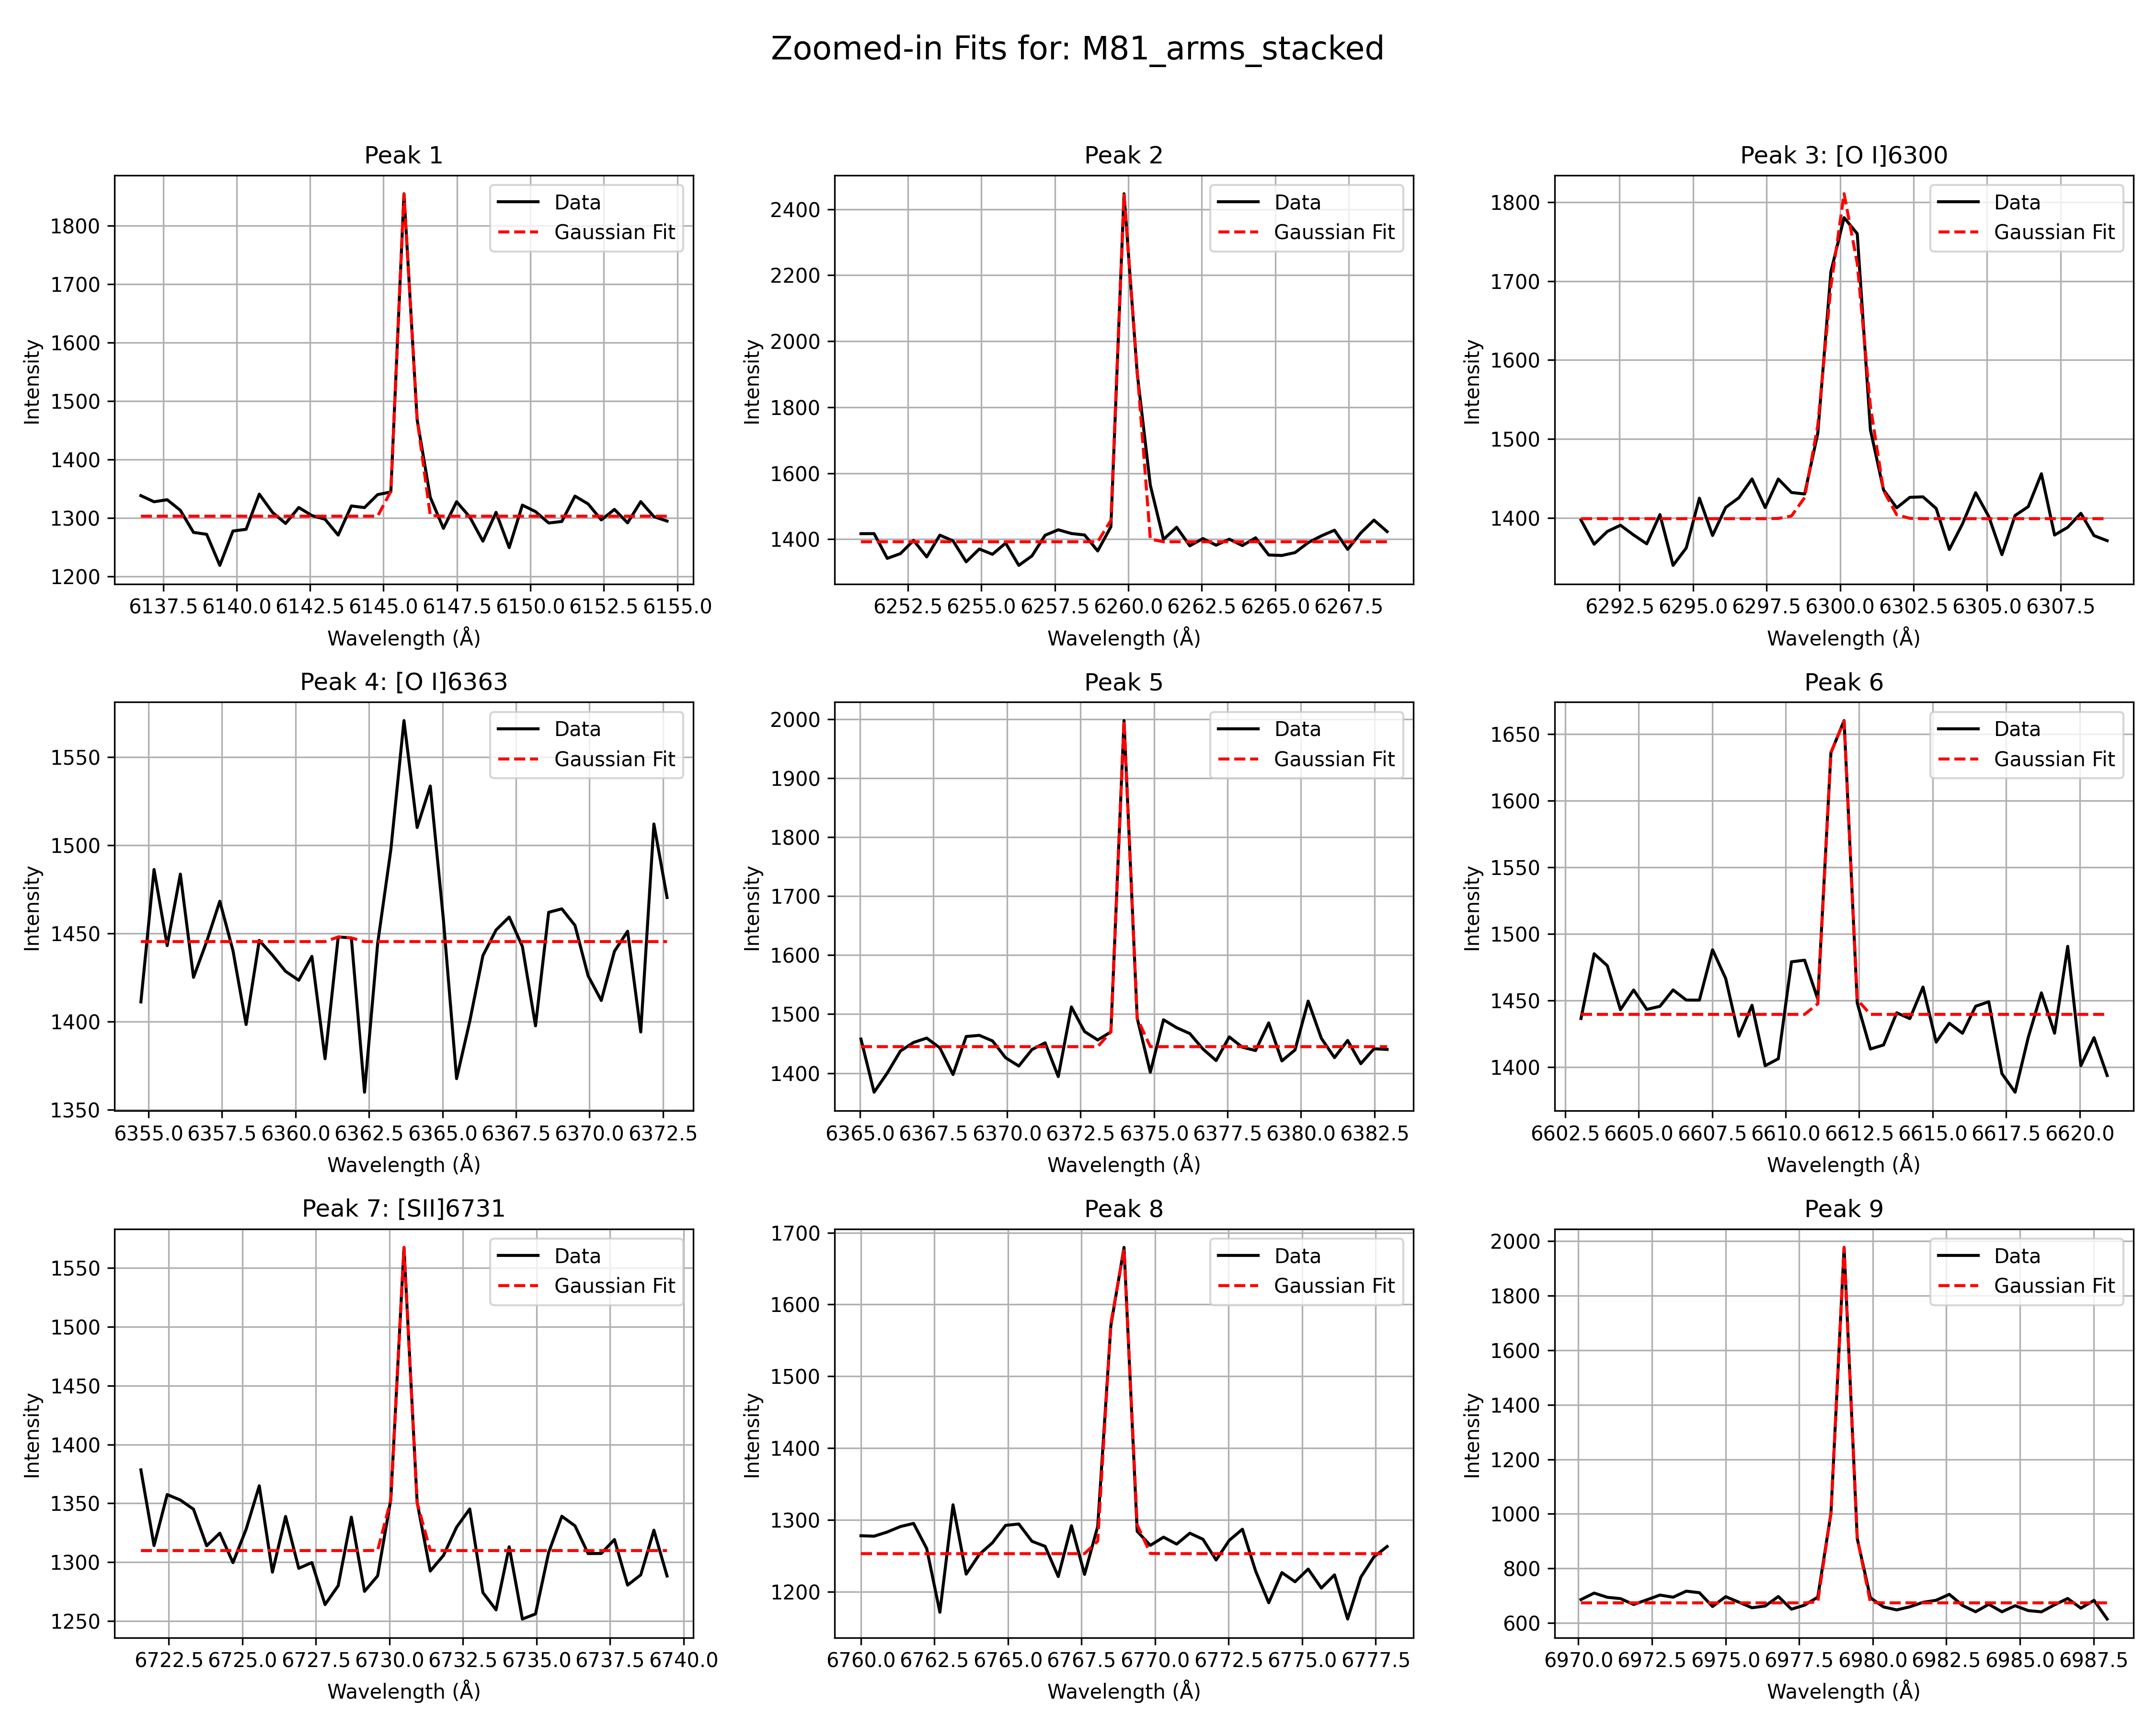 Zoomed-in Fits for: M81_arms_stacked
Peak 1
Data
Gaussian Fit
Intensity
1800
1700
1600
1500
1400
1300
1200
6137.5 6140.0 6142.5 6145.0 6147.5 6150.0 6152.5 6155.0
Wavelength (Å)
Peak 2
Data
Gaussian Fit
Intensity
2400
2200
2000
1800
1600
1400
6252.5 6255.0 6257.5 6260.0 6262.5 6265.0 6267.5
Wavelength (Å)
Peak 3: [O I]6300
Data
Gaussian Fit
Intensity
1800
1700
1600
1500
1400
6292.5 6295.0 6297.5 6300.0 6302.5 6305.0 6307.5
Wavelength (Å)
Peak 4: [O I]6363
Data
Gaussian Fit
Intensity
1550
1500
1450
1400
1350
6355.0 6357.5 6360.0 6362.5 6365.0 6367.5 6370.0 6372.5
Wavelength (Å)
Peak 5
Data
Gaussian Fit
Intensity
2000
1900
1800
1700
1600
1500
1400
6365.0 6367.5 6370.0 6372.5 6375.0 6377.5 6380.0 6382.5
Wavelength (Å)
Peak 6
Data
Gaussian Fit
Intensity
1650
1600
1550
1500
1450
1400
6602.5 6605.0 6607.5 6610.0 6612.5 6615.0 6617.5 6620.0
Wavelength (Å)
Peak 7: [SII]6731
Data
Gaussian Fit
Intensity
1550
1500
1450
1400
1350
1300
1250
6722.5 6725.0 6727.5 6730.0 6732.5 6735.0 6737.5 6740.0
Wavelength (Å)
Peak 8
Data
Gaussian Fit
Intensity
1700
1600
1500
1400
1300
1200
6760.0 6762.5 6765.0 6767.5 6770.0 6772.5 6775.0 6777.5
Wavelength (Å)
Peak 9
Data
Gaussian Fit
Intensity
2000
1800
1600
1400
1200
1000
800
600
6970.0 6972.5 6975.0 6977.5 6980.0 6982.5 6985.0 6987.5
Wavelength (Å)